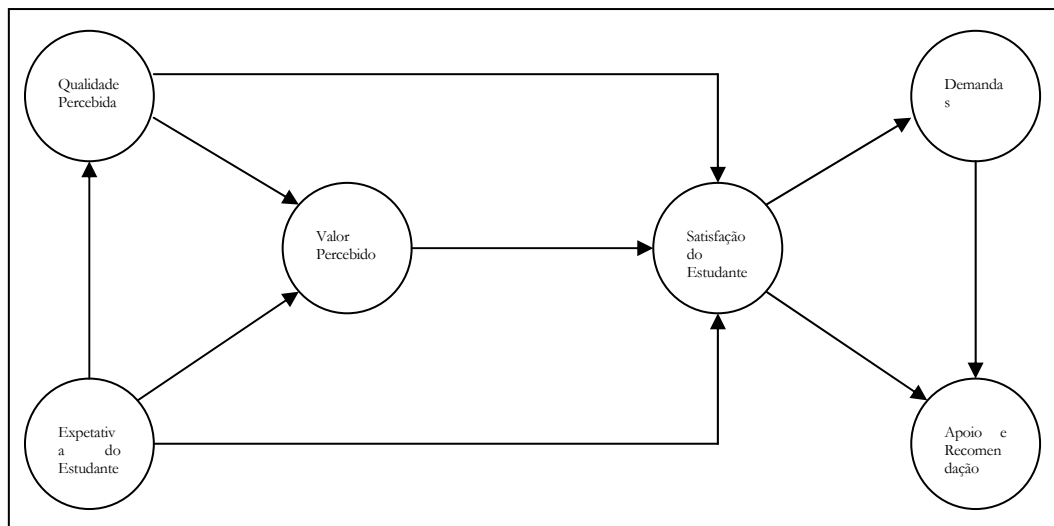 Qualidade
Percebida
Demanda
s
Valor
Percebido
Satisfação
do
Estudante
Expetativ
a do
Estudante
Apoio e
Recomen
dação